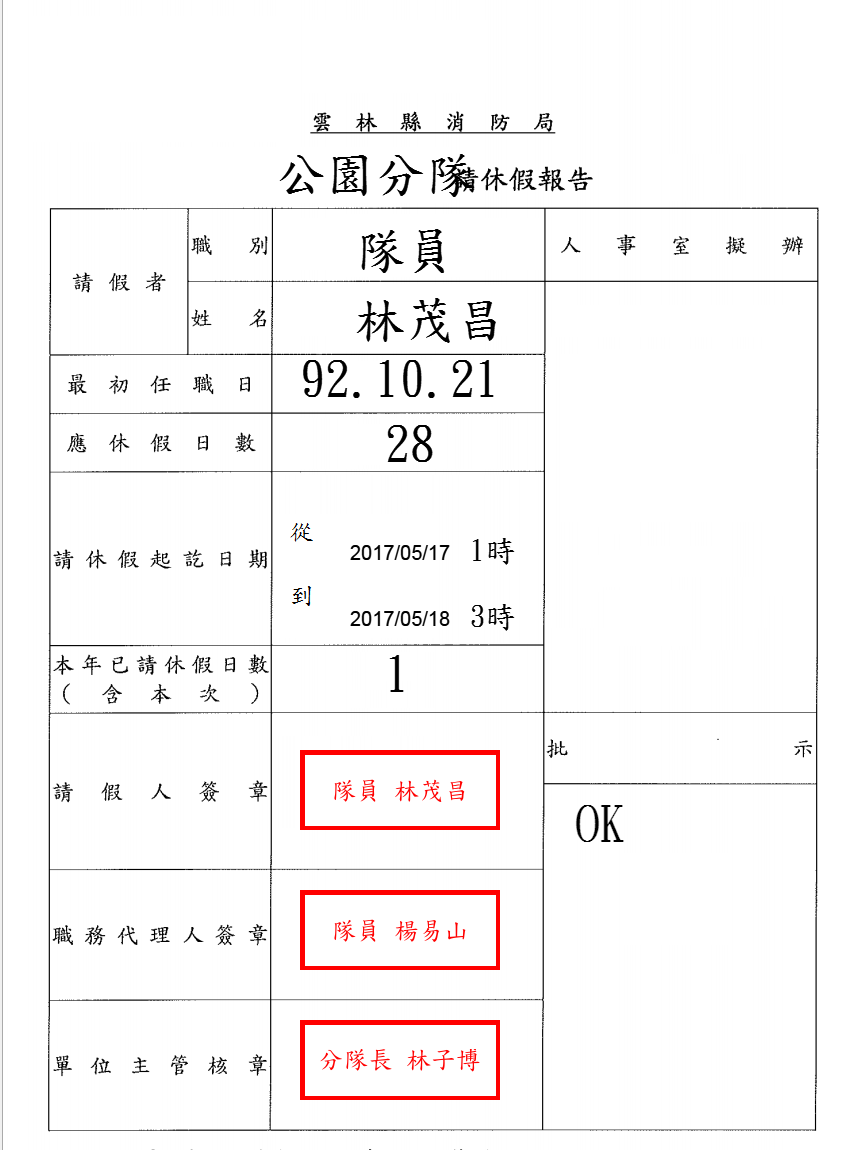 雲林縣消防局
公園分隊請休假報告
請假者
職別
隊員
人事室擬辦
姓名
林茂昌
最初任職日
92.10.21
應休假日數
28
請休假起訖日期
從
2017/05/17 1時
到
2017/05/18 3時
本年已請休假日數
(含本次)
1
批示
OK
請假人簽章
隊員 林茂昌
職務代理人簽章
隊員 楊易山
單位主管核章
分隊長 林子博